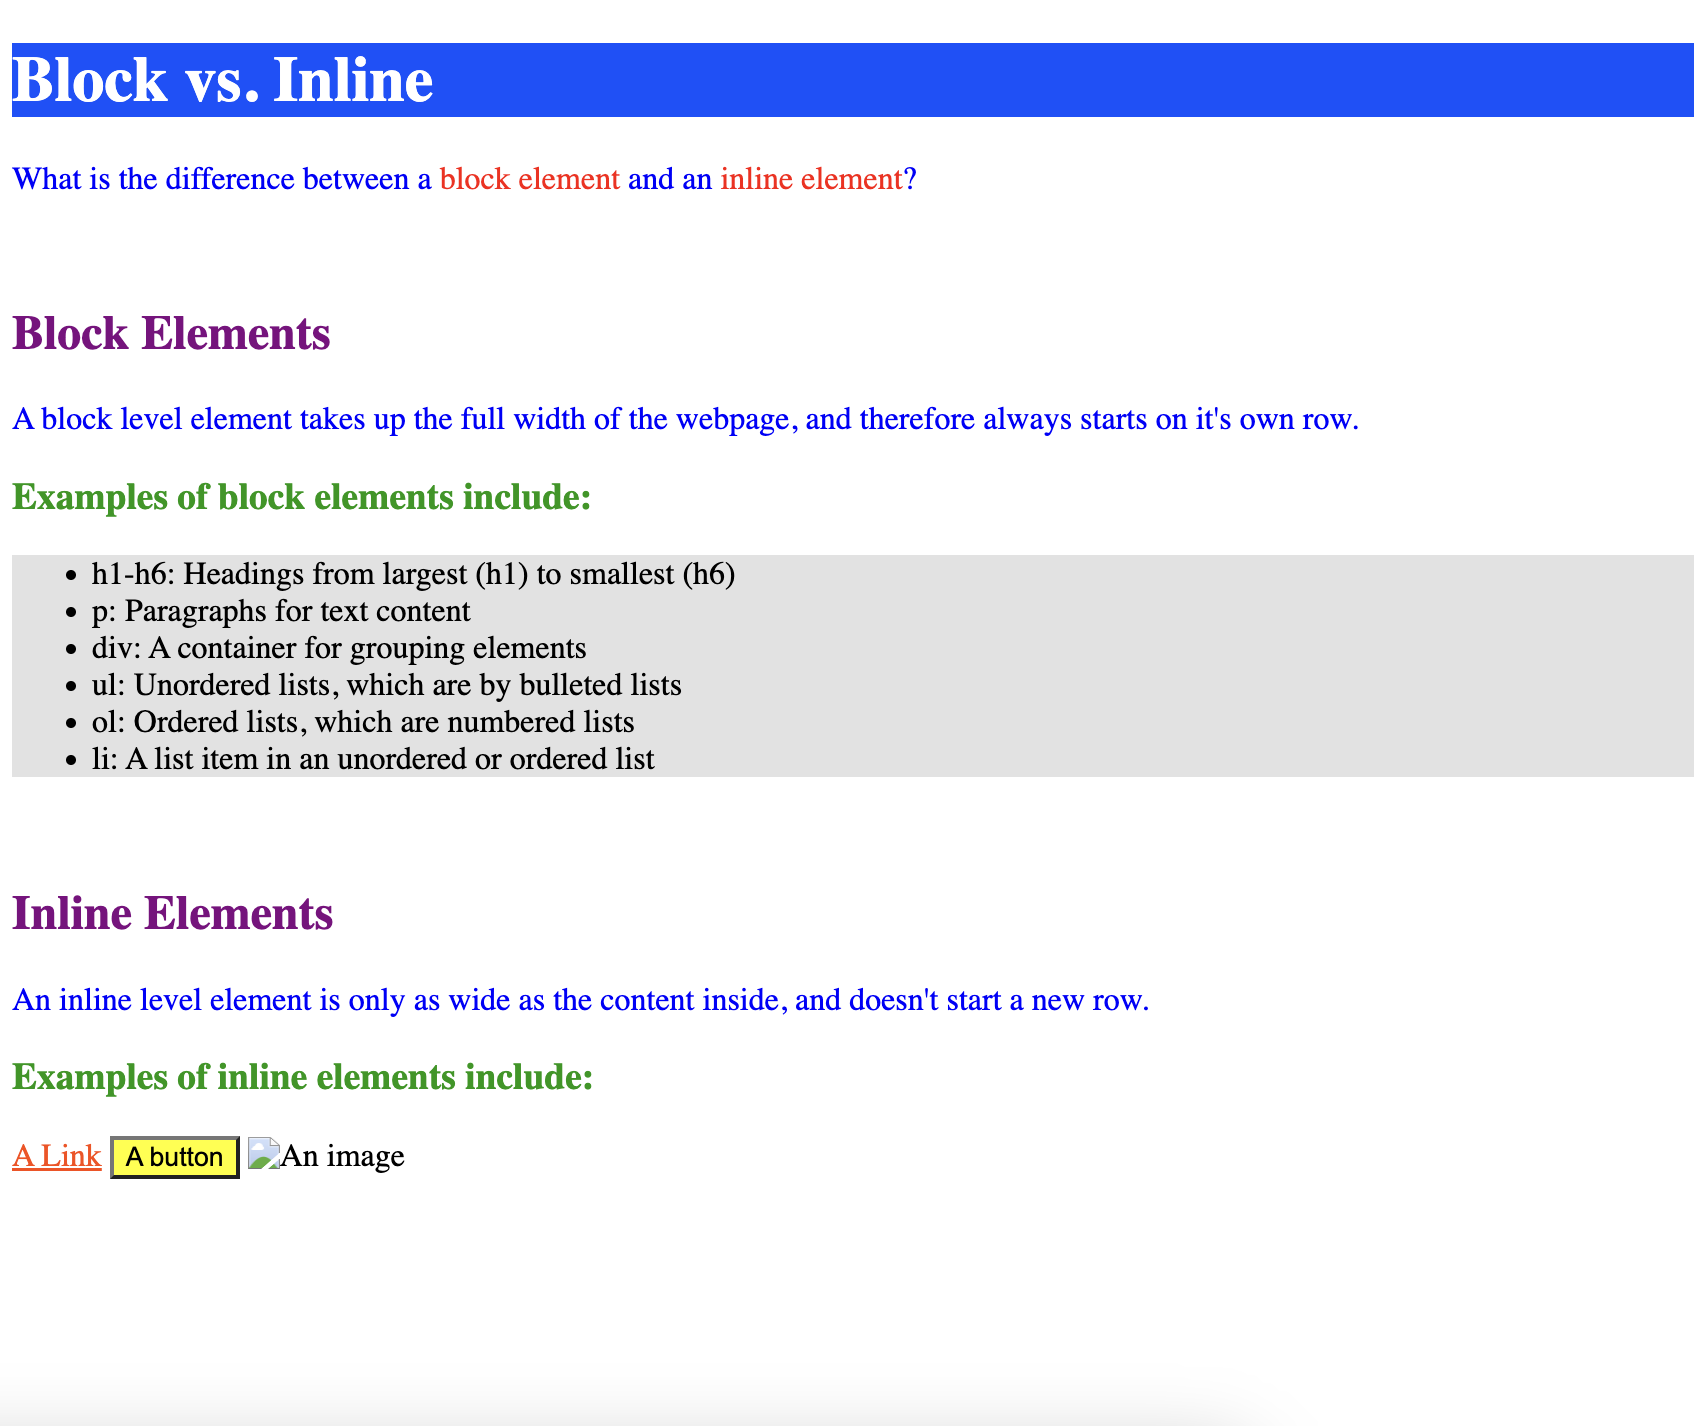 Block vs. Inline
What is the difference between a block element and an inline element?
Block Elements
A block level element takes up the full width of the webpage, and therefore always starts on it's own row.
Examples of block elements include:
• h1-h6: Headings from largest (h1) to smallest (h6)
• p: Paragraphs for text content
• div: A container for grouping elements
• ul: Unordered lists, which are by bulleted lists
• ol: Ordered lists, which are numbered lists
• li: A list item in an unordered or ordered list
Inline Elements
An inline level element is only as wide as the content inside, and doesn't start a new row.
Examples of inline elements include:
A Link A button An image